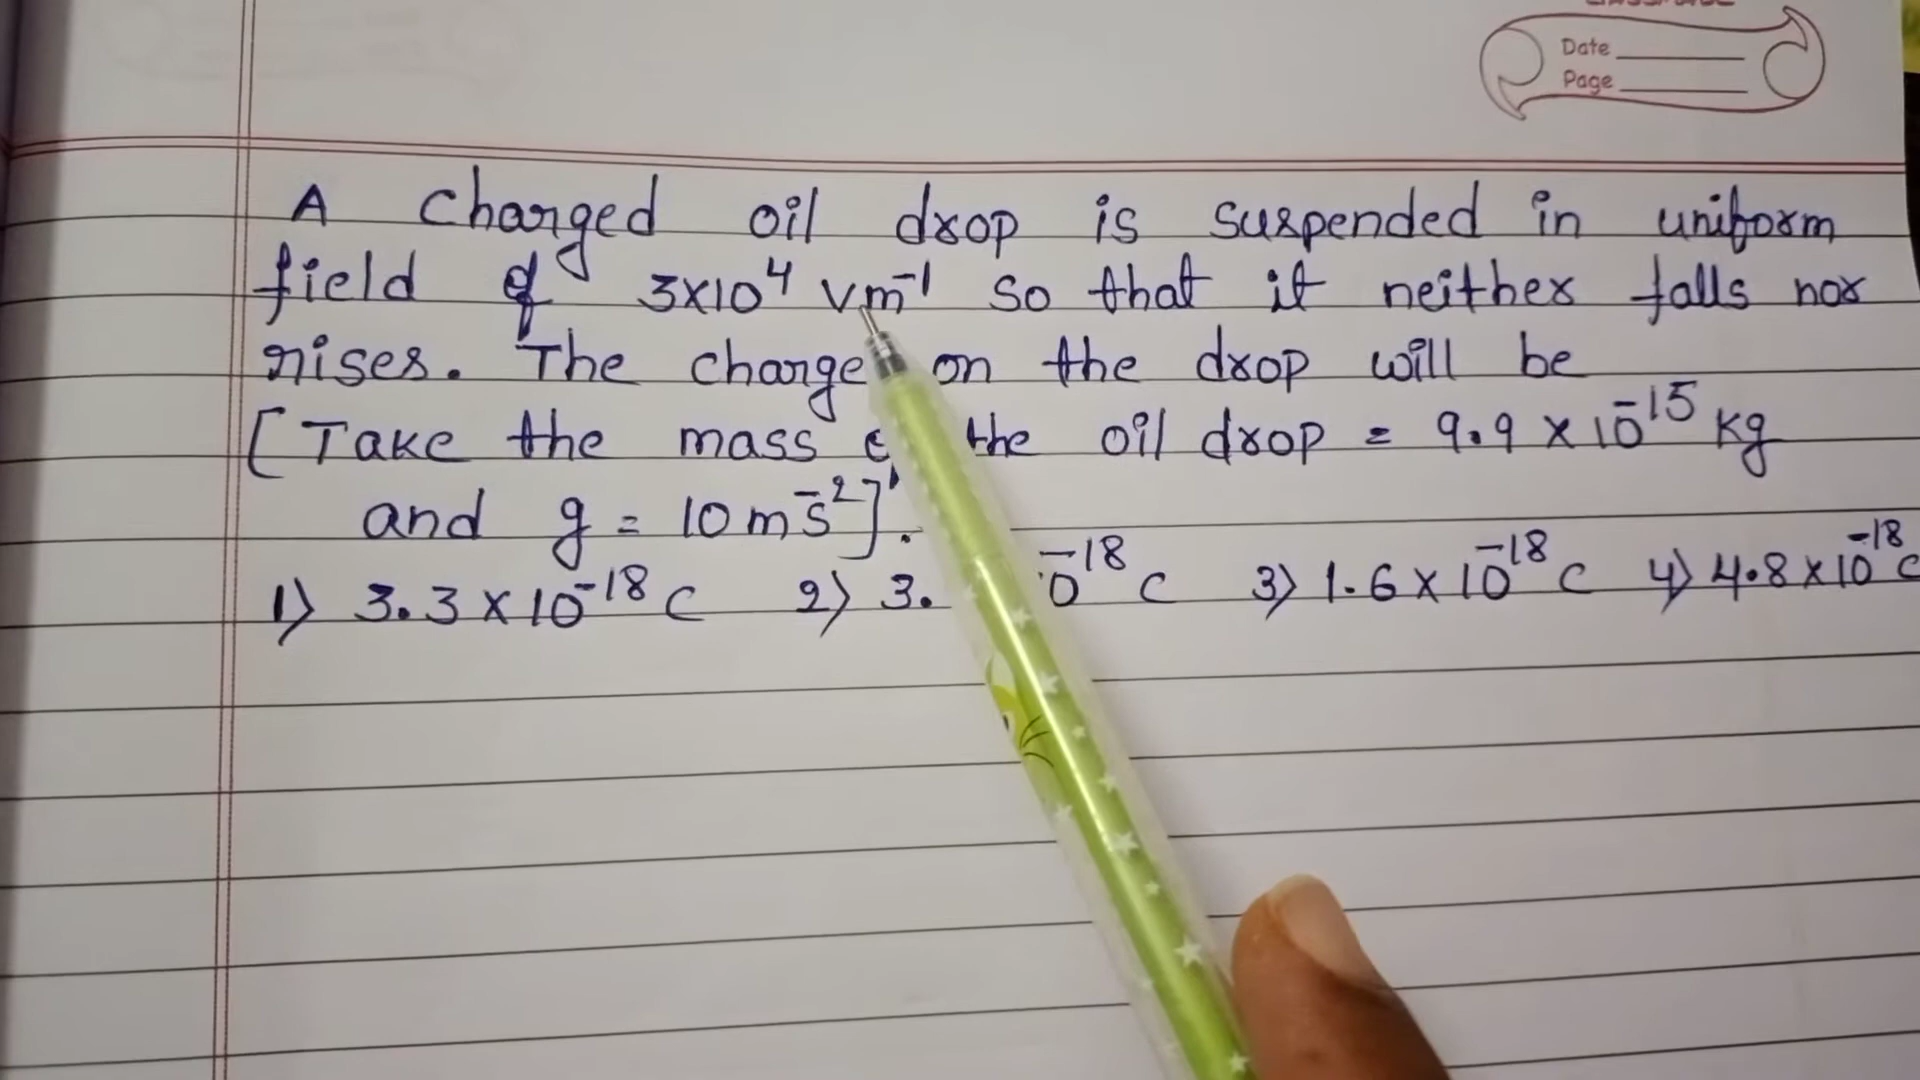 Date
Page
A charged oil drop is suspended in uniform
field of 3x10⁴ Vm⁻¹ so that it neither falls nor
rises. The charge on the drop will be
[Take the mass the oil drop = 9.9 x 10⁻¹⁵ kg
and g = 10 m s⁻²].
1) 3.3 x 10⁻¹⁸ C 2) 3. 0⁻¹⁸ C 3) 1.6 x 10⁻¹⁸ C 4) 4.8 x 10⁻¹⁸ C